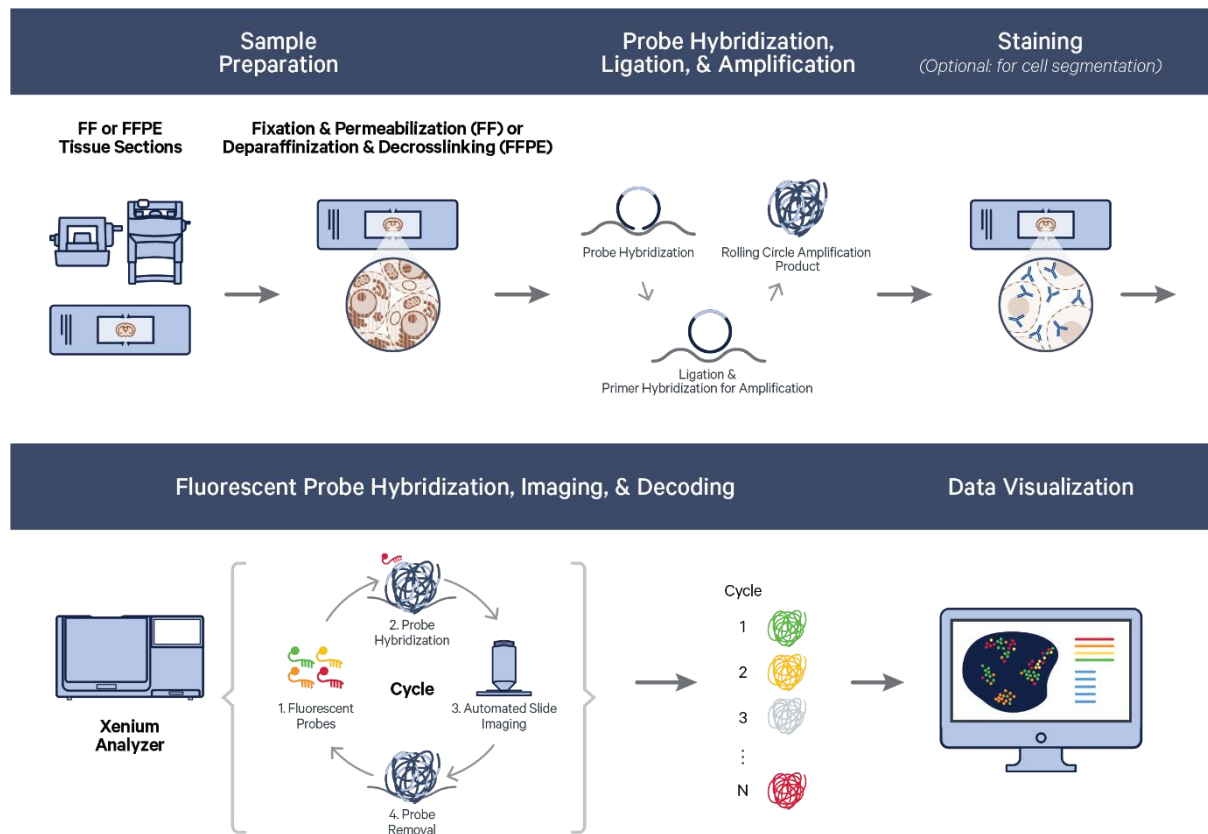 Sample
Preparation
Probe Hybridization,
Ligation, & Amplification
Staining
(Optional: for cell segmentation)
FF or FFPE
Tissue Sections
Fixation & Permeabilization (FF) or
Deparaffinization & Decrosslinking (FFPE)
Probe Hybridization
Rolling Circle Amplification
Product
Ligation &
Primer Hybridization for Amplification
Fluorescent Probe Hybridization, Imaging, & Decoding
Data Visualization
Xenium
Analyzer
1. Fluorescent
Probes
2. Probe
Hybridization
Cycle
3. Automated Slide
Imaging
4. Probe
Removal
Cycle
1
2
3
⋮
N